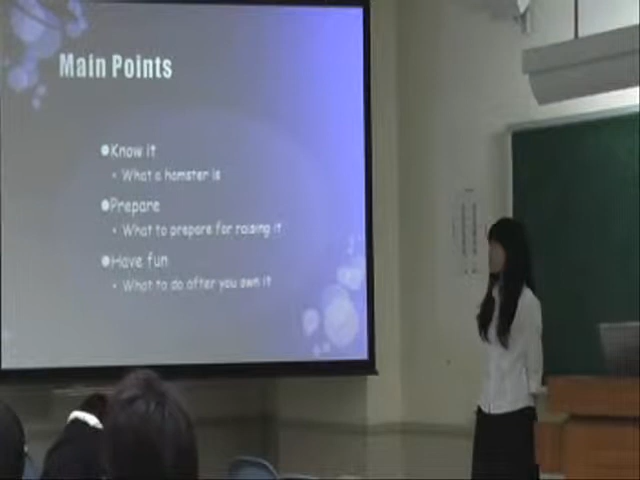 Main Points
●Know it
• What a hamster is
●Prepare
• What to prepare for raising it
●Have fun
• What to do after you own it